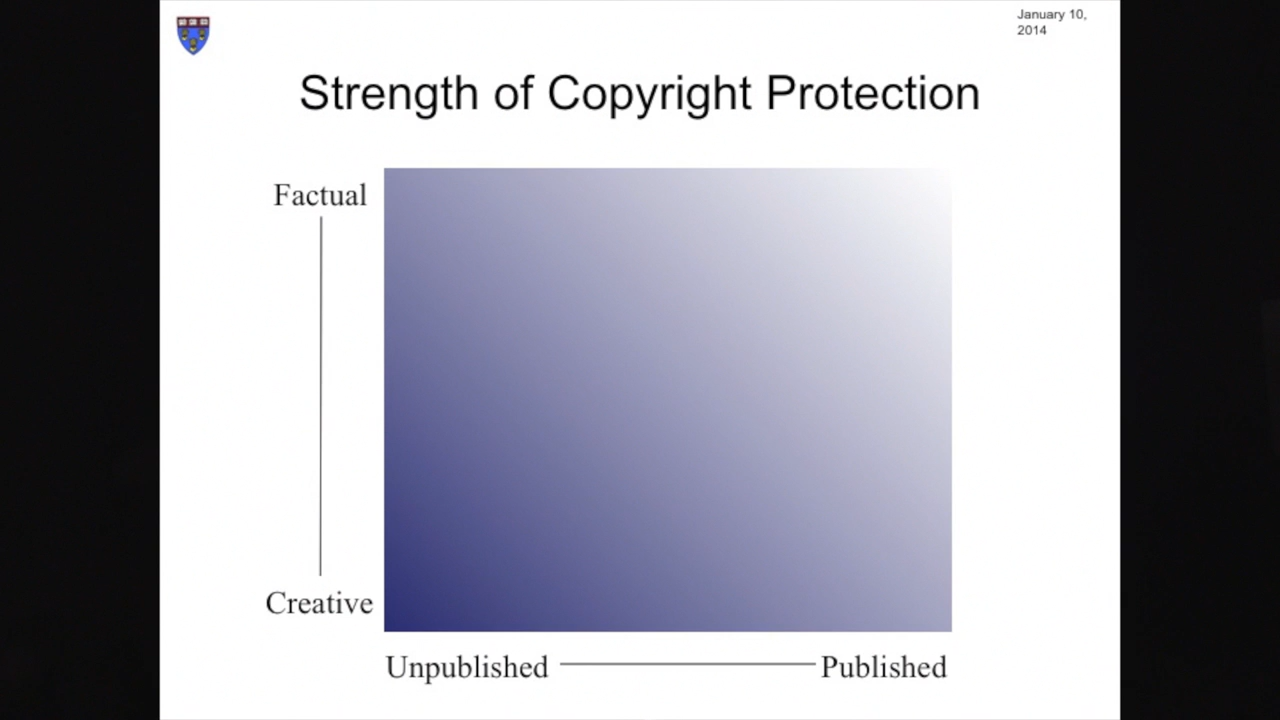 January 10,
2014
Strength of Copyright Protection
Factual
Creative
Unpublished
Published